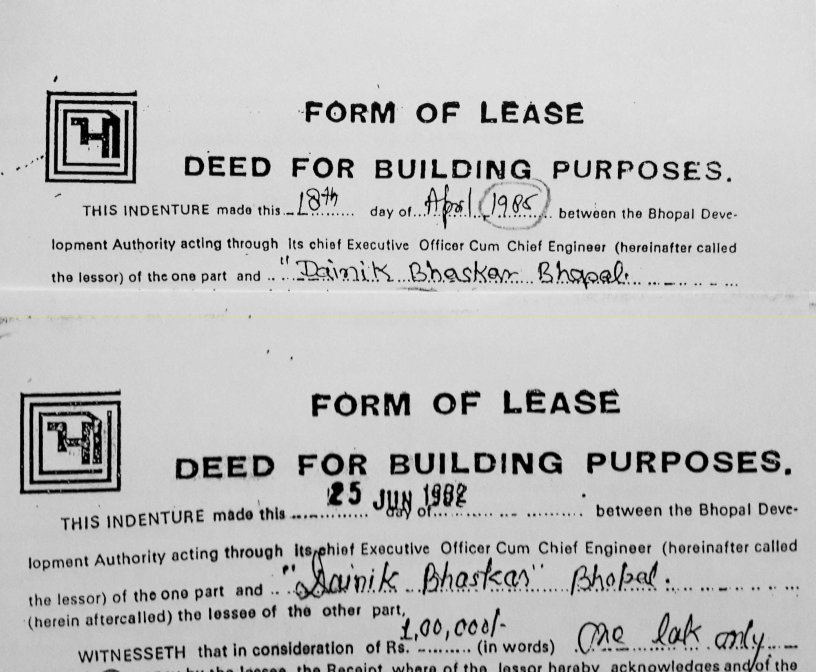 FORM OF LEASE
DEED FOR BUILDING PURPOSES.
THIS INDENTURE made this 18th day of April 1985 between the Bhopal Deve-
lopment Authority acting through its chief Executive Officer Cum Chief Engineer (hereinafter called
the lessor) of the one part and "Dainik Bhaskar Bhopal.
FORM OF LEASE
DEED FOR BUILDING PURPOSES.
THIS INDENTURE made this 25 JUN 1982 day of between the Bhopal Deve-
lopment Authority acting through its chief Executive Officer Cum Chief Engineer (hereinafter called
the lessor) of the one part and "Dainik Bhaskar" Bhopal.
(herein aftercalled) the lessee of the other part,
WITNESSETH that in consideration of Rs. 1,00,000/- (in words) One lak only.
the Receipt where of the lessor hereby acknowledges and of the